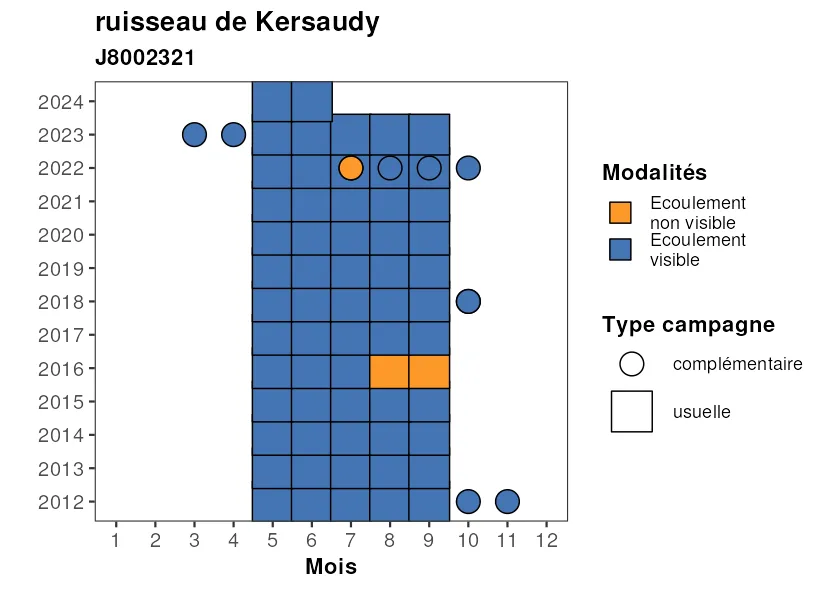 ruisseau de Kersaudy
J8002321
2024
2023
2022
2021
2020
2019
2018
2017
2016
2015
2014
2013
2012
1 2 3 4 5 6 7 8 9 10 11 12
Mois
Modalités
Ecoulement
non visible
Ecoulement
visible
Type campagne
complémentaire
usuelle